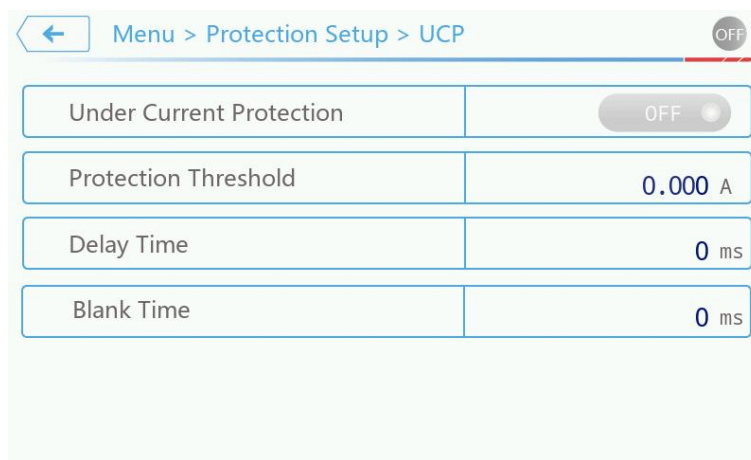 Menu > Protection Setup > UCP OFF
Under Current Protection OFF
Protection Threshold 0.000 A
Delay Time 0 ms
Blank Time 0 ms